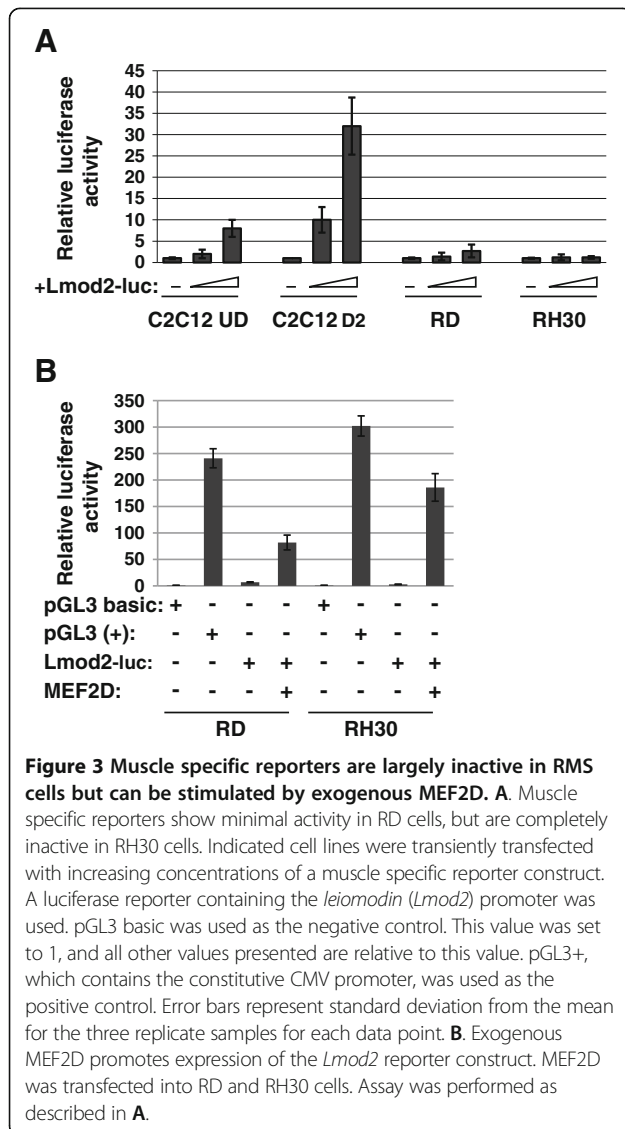 A
Relative luciferase
activity
45
40
35
30
25
20
15
10
5
0
+Lmod2-luc: – – – –
C2C12 UD C2C12 D2 RD RH30
B
Relative luciferase
activity
350
300
250
200
150
100
50
0
pGL3 basic: + - - - + - - -
pGL3 (+): - + - - - + - -
Lmod2-luc: - - + + - - + +
MEF2D: - - - + - - - +
RD RH30
Figure 3 Muscle specific reporters are largely inactive in RMS
cells but can be stimulated by exogenous MEF2D. A. Muscle
specific reporters show minimal activity in RD cells, but are completely
inactive in RH30 cells. Indicated cell lines were transiently transfected
with increasing concentrations of a muscle specific reporter construct.
A luciferase reporter containing the leiomodin (Lmod2) promoter was
used. pGL3 basic was used as the negative control. This value was set
to 1, and all other values presented are relative to this value. pGL3+,
which contains the constitutive CMV promoter, was used as the
positive control. Error bars represent standard deviation from the mean
for the three replicate samples for each data point. B. Exogenous
MEF2D promotes expression of the Lmod2 reporter construct. MEF2D
was transfected into RD and RH30 cells. Assay was performed as
described in A.